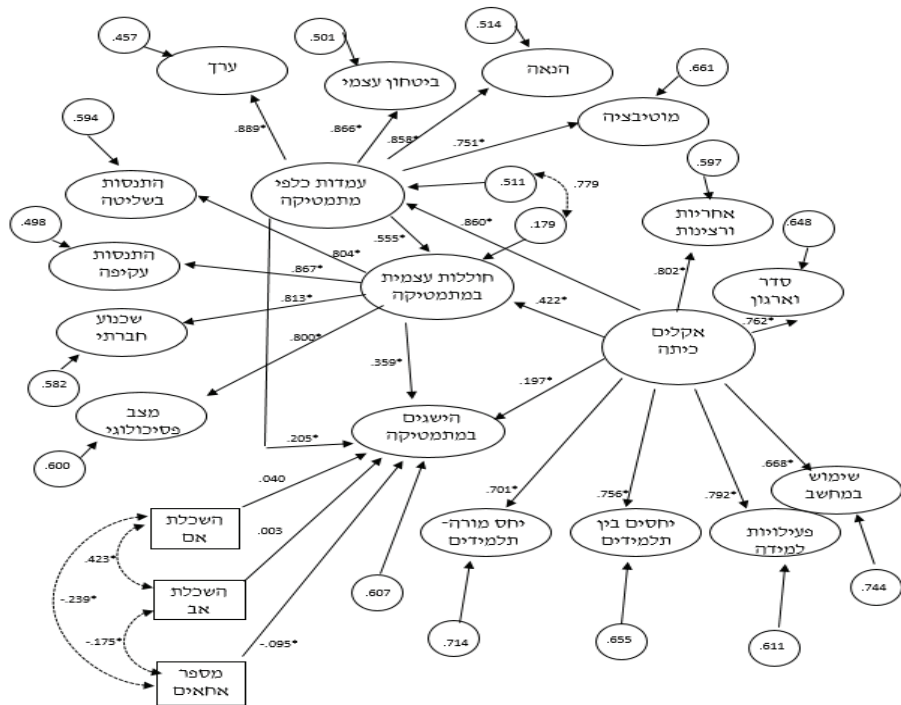 .457
ערך
.501
ביטחון עצמי
.514
הנאה
.661
מוטיבציה
.889*
.866*
.858*
.751*
.594
התנסות
בשליטה
עמדות כלפי
מתמטיקה
.511
.779
.179
.597
אחריות
ורצינות
.860*
.498
התנסות
עקיפה
.804*
.555*
.867*
חוללות עצמית
במתמטיקה
.802*
.648
סדר
וארגון
.762*
.422*
שכנוע
חברתי
.813*
.582
.800*
.359*
אקלים
כיתה
.197*
מצב
פסיכולוגי
.600
הישגים
במתמטיקה
.205*
.040
.003
-.095*
.701*
.756*
.792*
.668*
שימוש
במחשב
יחס מורה-
תלמידים
יחסים בין
תלמידים
פעילויות
למידה
השכלת
אם
.423*
-.239*
השכלת
אב
-.175*
מספר
אחאים
.607
.714
.655
.611
.744